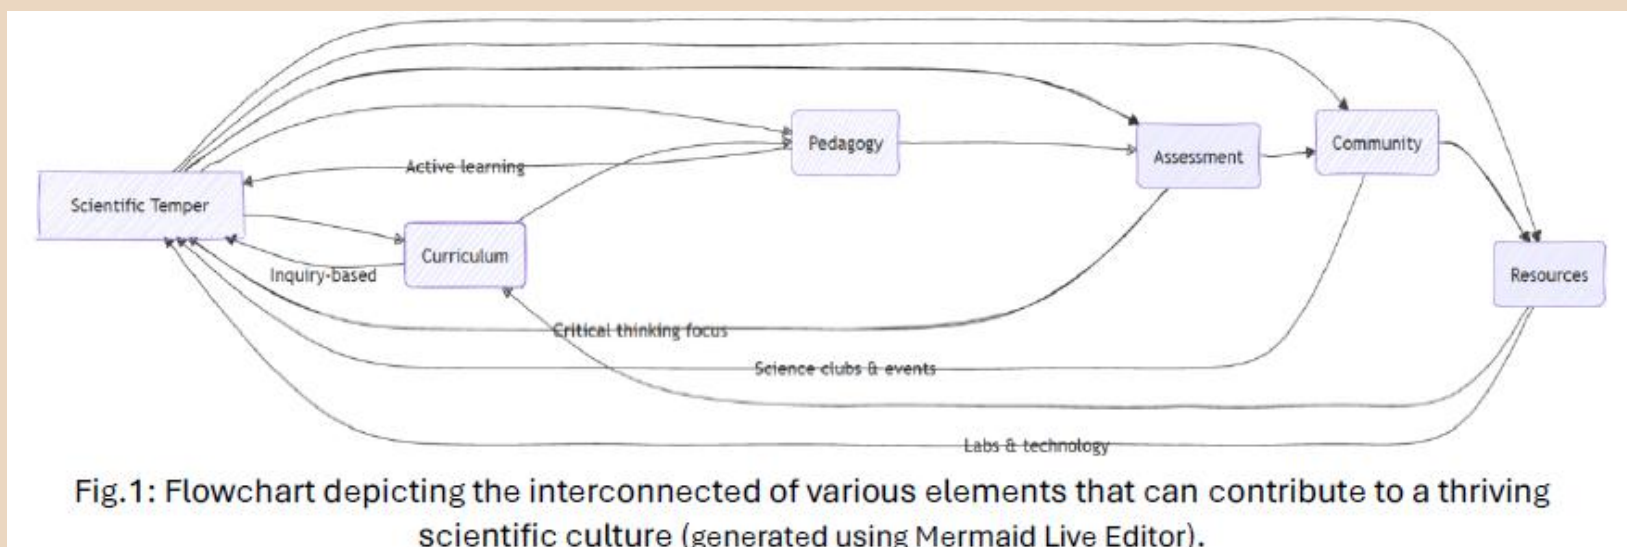 Pedagogy
Community
Assessment
Active learning
Scientific Temper
Curriculum
Inquiry-based
Resources
Critical thinking focus
Science clubs & events
Labs & technology
Fig.1: Flowchart depicting the interconnected of various elements that can contribute to a thriving
scientific culture (generated using Mermaid Live Editor).